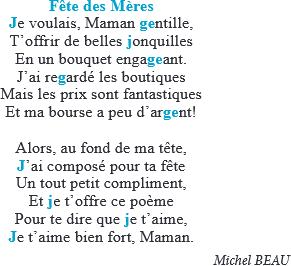 Fête des Mères
Je voulais, Maman gentille,
T'offrir de belles jonquilles
En un bouquet engageant.
J'ai regardé les boutiques
Mais les prix sont fantastiques
Et ma bourse a peu d'argent!
Alors, au fond de ma tête,
J'ai composé pour ta fête
Un tout petit compliment,
Et je t'offre ce poème
Pour te dire que je t'aime,
Je t'aime bien fort, Maman.
Michel BEAU